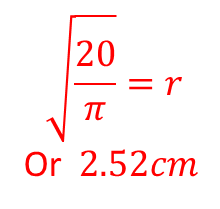 √(20/π) = r
Or 2.52cm